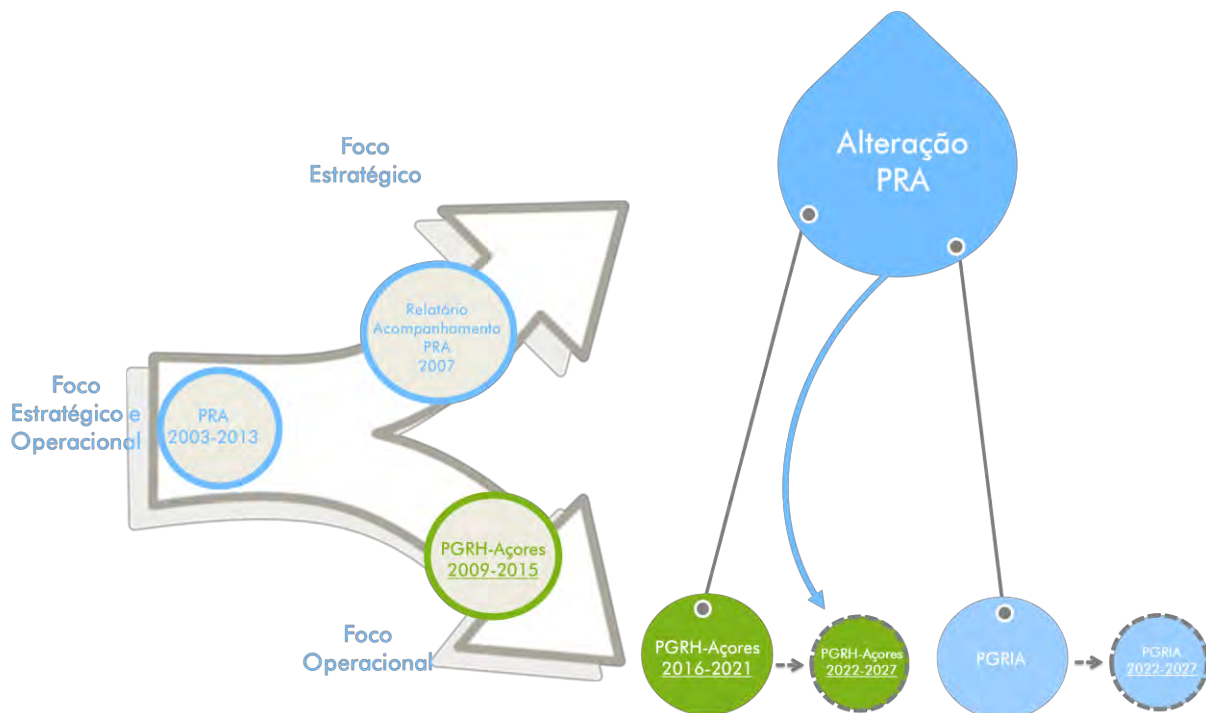 Foco
Estratégico
Relatório
Acompanhamento
PRA
2007
Foco
Estratégico e
Operacional
PRA
2003-2013
PGRH-Açores
2009-2015
Foco
Operacional
Alteração
PRA
PGRH-Açores
2016-2021
PGRH-Açores
2022-2027
PGRIA
PGRIA
2022-2027